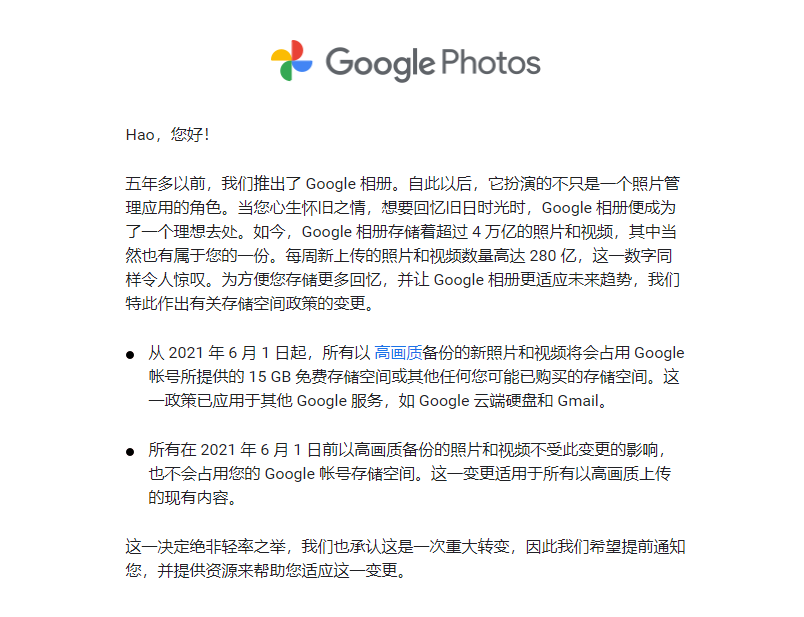 Google Photos
Hao，您好！
五年多以前，我们推出了 Google 相册。自此以后，它扮演的不只是一个照片管
理应用的角色。当您心生怀旧之情，想要回忆旧日时光时，Google 相册便成为
了一个理想去处。如今，Google 相册存储着超过 4 万亿的照片和视频，其中当
然也有属于您的一份。每周新上传的照片和视频数量高达 280 亿，这一数字同
样令人惊叹。为方便您存储更多回忆，并让 Google 相册更适应未来趋势，我们
特此作出有关存储空间政策的变更。
● 从 2021 年 6 月 1 日起，所有以 高画质备份的新照片和视频将会占用 Google
帐号所提供的 15 GB 免费存储空间或其他任何您可能已购买的存储空间。这
一政策已应用于其他 Google 服务，如 Google 云端硬盘和 Gmail。
● 所有在 2021 年 6 月 1 日前以高画质备份的照片和视频不受此变更的影响，
也不会占用您的 Google 帐号存储空间。这一变更适用于所有以高画质上传
的现有内容。
这一决定绝非轻率之举，我们也承认这是一次重大转变，因此我们希望提前通知
您，并提供资源来帮助您适应这一变更。